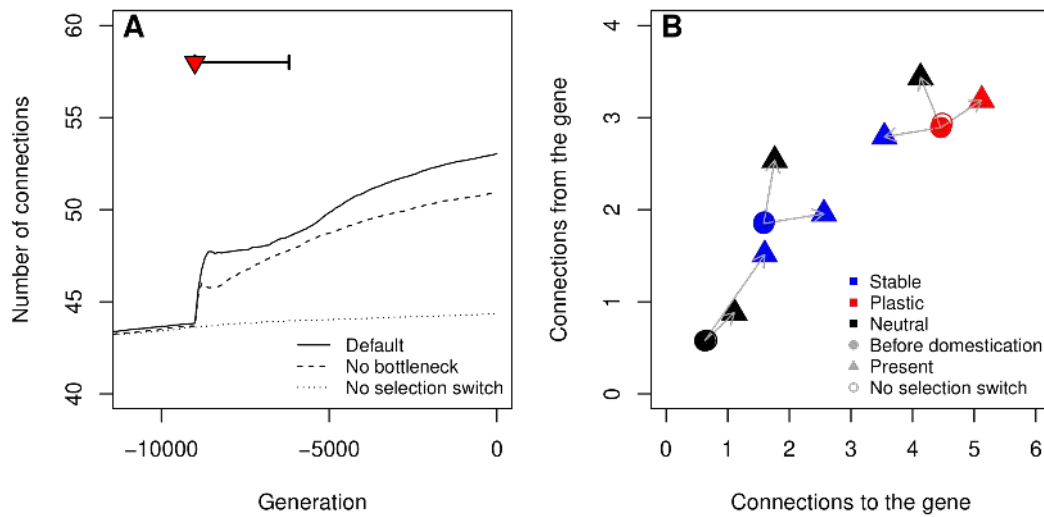 A
Number of connections
60
55
50
45
40
Default
No bottleneck
No selection switch
−10000
−5000
0
Generation
B
Connections from the gene
4
3
2
1
0
Stable
Plastic
Neutral
Before domestication
Present
No selection switch
0 1 2 3 4 5 6
Connections to the gene